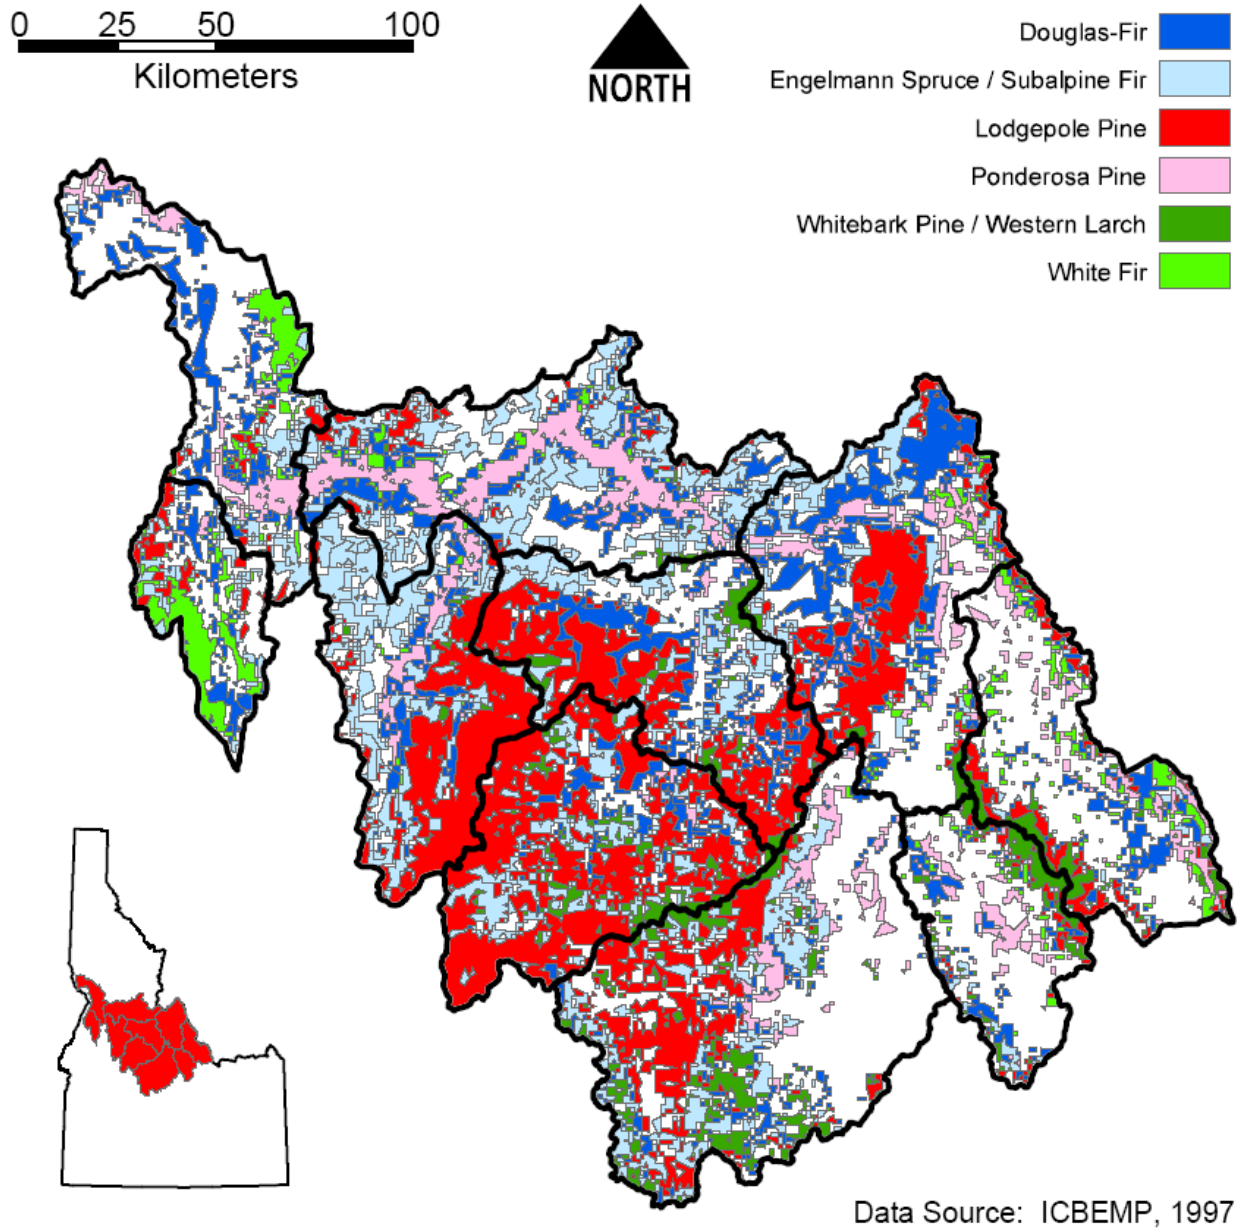 0 25 50 100
Kilometers
NORTH
Douglas-Fir
Engelmann Spruce / Subalpine Fir
Lodgepole Pine
Ponderosa Pine
Whitebark Pine / Western Larch
White Fir
Data Source: ICBEMP, 1997